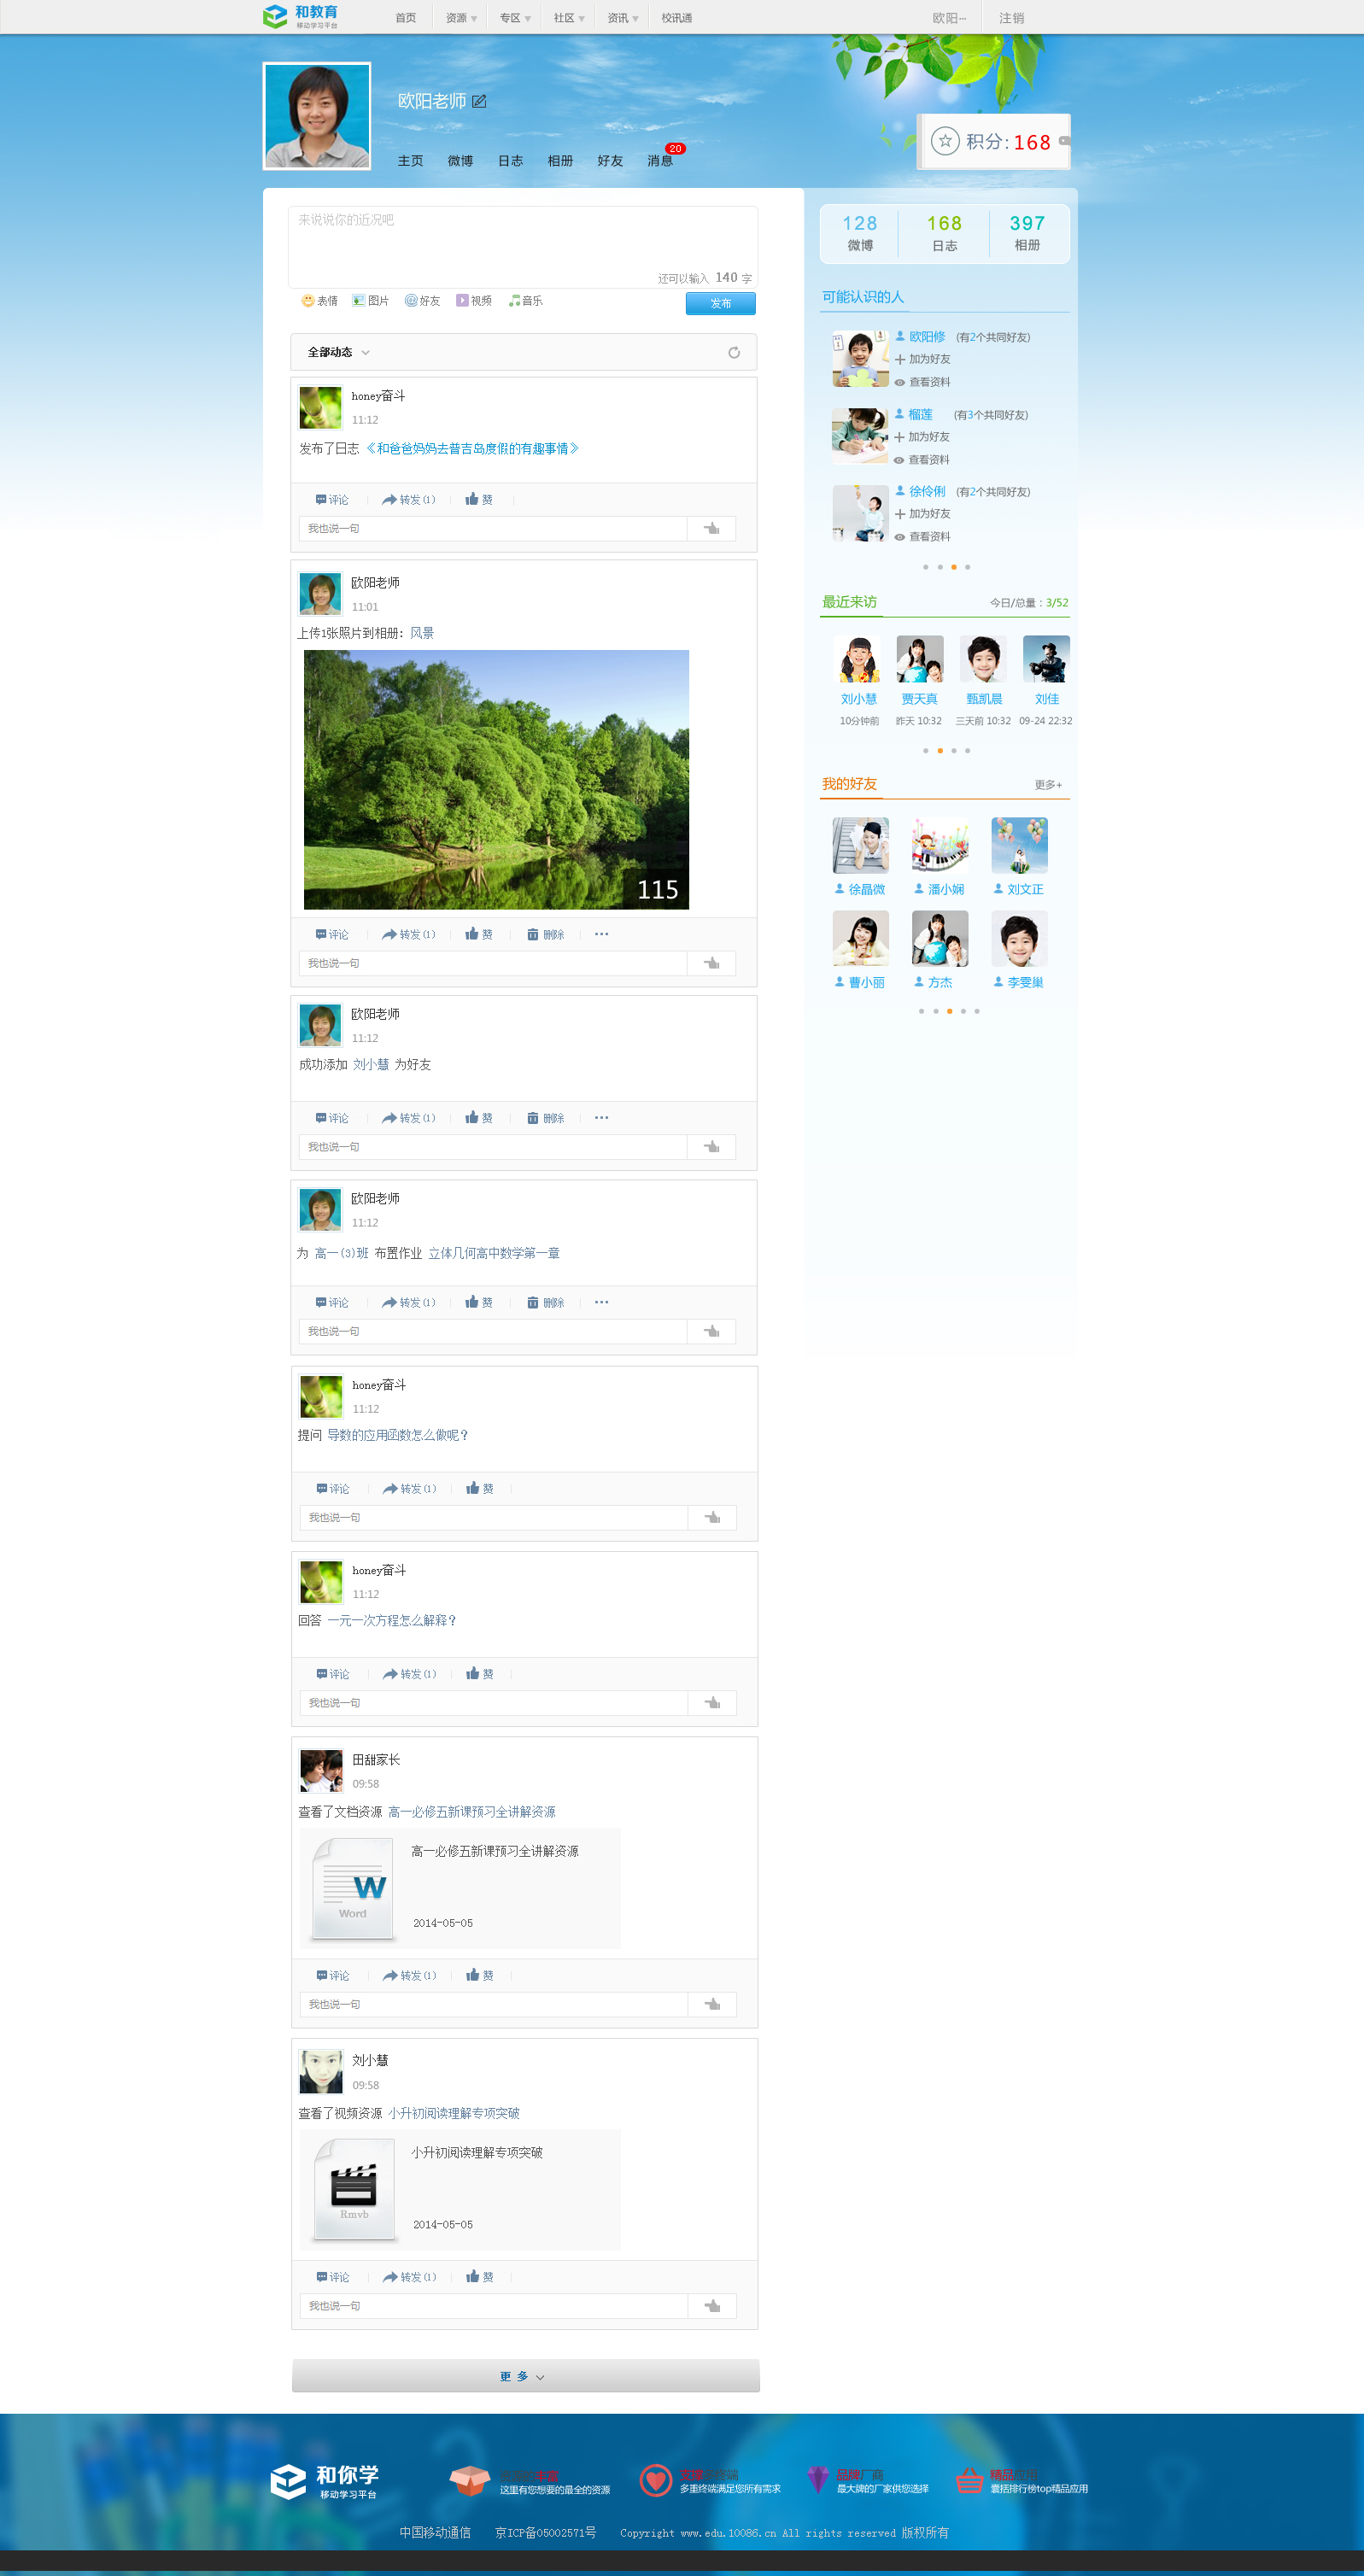 和教育
移动学习平台
首页 资源 专区 社区 资讯 校讯通
欧阳... 注销
欧阳老师
积分:168
主页 微博 日志 相册 好友 消息 20
来说说你的近况吧
还可以输入 140 字
表情 图片 好友 视频 音乐
发布
全部动态
honey奋斗
11:12
发布了日志 《和爸爸妈妈去普吉岛度假的有趣事情》
评论 转发(1) 赞
我也说一句
欧阳老师
11:01
上传1张照片到相册: 风景
115
评论 转发(1) 赞 删除 ...
我也说一句
欧阳老师
11:12
成功添加 刘小慧 为好友
评论 转发(1) 赞 删除 ...
我也说一句
欧阳老师
11:12
为 高一(3)班 布置作业 立体几何高中数学第一章
评论 转发(1) 赞 删除 ...
我也说一句
honey奋斗
11:12
提问 导数的应用函数怎么做呢?
评论 转发(1) 赞
我也说一句
honey奋斗
11:12
回答 一元一次方程怎么解释?
评论 转发(1) 赞
我也说一句
田甜家长
09:58
查看了文档资源 高一必修五新课预习全讲解资源
高一必修五新课预习全讲解资源
W
Word
2014-05-05
评论 转发(1) 赞
我也说一句
刘小慧
09:58
查看了视频资源 小升初阅读理解专项突破
小升初阅读理解专项突破
Rmvb
2014-05-05
评论 转发(1) 赞
我也说一句
更 多
128 168 397
微博 日志 相册
可能认识的人
欧阳修 (有2个共同好友)
加为好友
查看资料
榴莲 (有3个共同好友)
加为好友
查看资料
徐伶俐 (有2个共同好友)
加为好友
查看资料
最近来访 今日/总量:3/52
刘小慧 贾天真 甄凯晨 刘佳
10分钟前 昨天 10:32 三天前 10:32 09-24 22:32
我的好友 更多+
徐晶微 潘小娴 刘文正
曹小丽 方杰 李雯巢
和你学
移动学习平台
这里有您想要的最全的资源
终端
多重终端满足您所有需求
品牌厂商
最大牌的厂家供您选择
精品应用
囊括排行榜top精品应用
中国移动通信 京ICP备05002571号 Copyright www.edu.10086.cn All rights reserved 版权所有